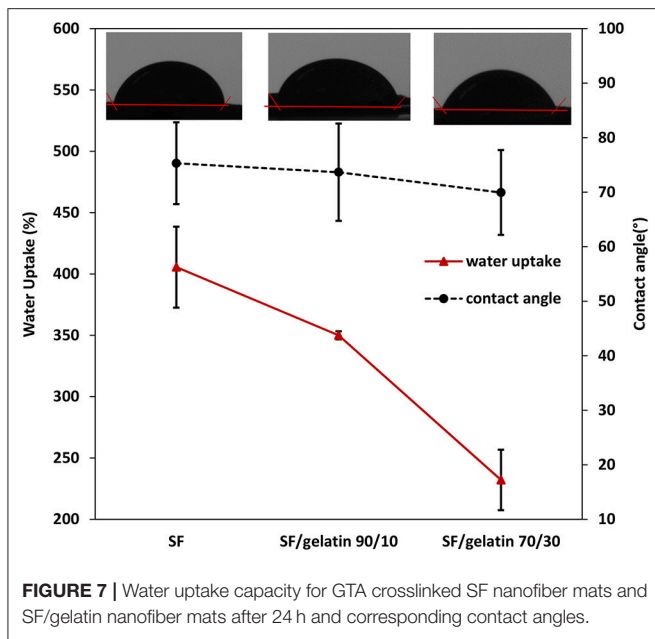 600
550
500
450
400
350
300
250
200
Water Uptake (%)
100
90
80
70
60
50
40
30
20
10
Contact angle(°)
water uptake
contact angle
SF
SF/gelatin 90/10
SF/gelatin 70/30
FIGURE 7 | Water uptake capacity for GTA crosslinked SF nanofiber mats and
SF/gelatin nanofiber mats after 24 h and corresponding contact angles.